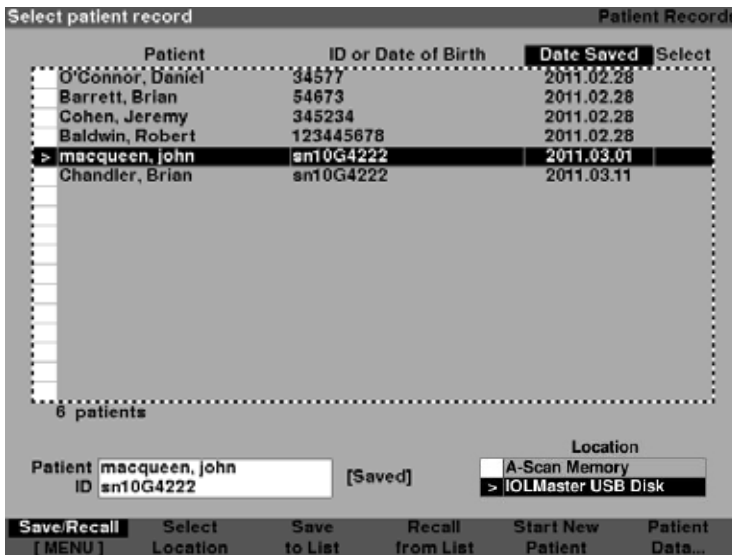 Select patient record Patient Records
Patient ID or Date of Birth Date Saved Select
O'Connor, Daniel 34577 2011.02.28
Barrett, Brian 54673 2011.02.28
Cohen, Jeremy 345234 2011.02.28
Baldwin, Robert 123445678 2011.02.28
> macqueen, john sn10G4222 2011.03.01
Chandler, Brian sn10G4222 2011.03.11
6 patients
Location
Patient macqueen, john [Saved] A-Scan Memory
ID sn10G4222 > IOLMaster USB Disk
Save/Recall Select Save Recall Start New Patient
[ MENU ] Location to List from List Patient Data...